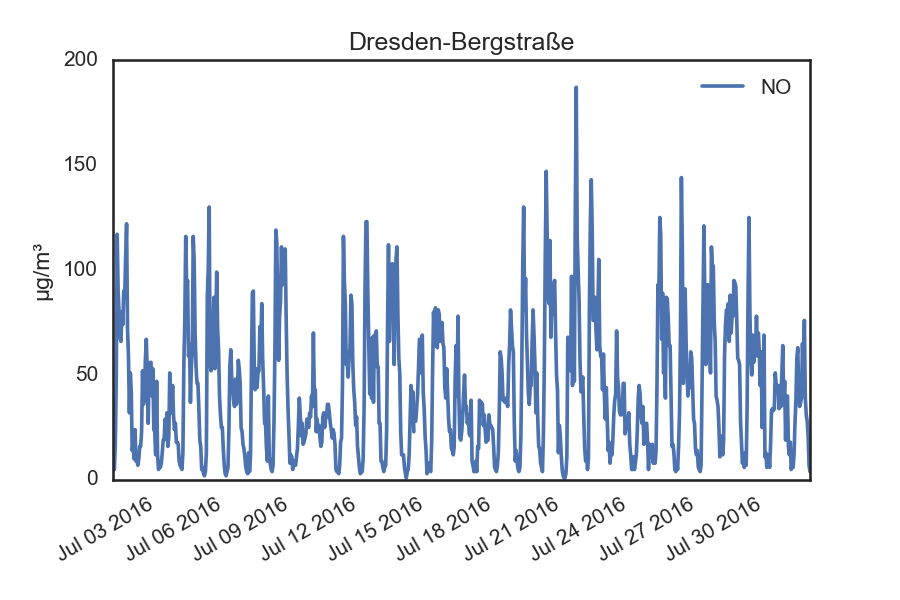 Dresden-Bergstraße
200
150
100
50
0
µg/m³
NO
Jul 03 2016
Jul 06 2016
Jul 09 2016
Jul 12 2016
Jul 15 2016
Jul 18 2016
Jul 21 2016
Jul 24 2016
Jul 27 2016
Jul 30 2016